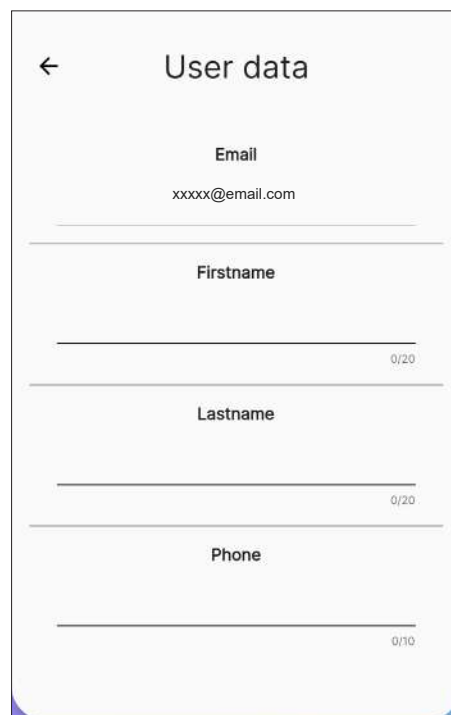 User data
Email
xxxxx@email.com
Firstname
0/20
Lastname
0/20
Phone
0/10